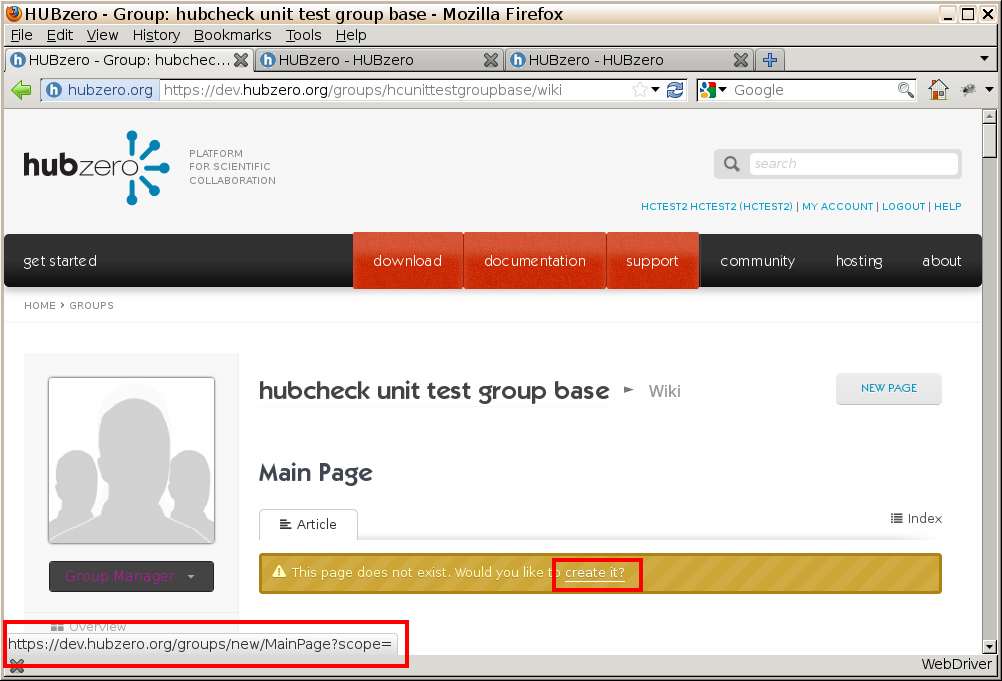 HUBzero - Group: hubcheck unit test group base - Mozilla Firefox
File Edit View History Bookmarks Tools Help
HUBzero - Group: hubchec... HUBzero - HUBzero HUBzero - HUBzero
hubzero.org https://dev.hubzero.org/groups/hcunittestgroupbase/wiki Google
hubzero
PLATFORM
FOR SCIENTIFIC
COLLABORATION
search
HCTEST2 HCTEST2 (HCTEST2) | MY ACCOUNT | LOGOUT | HELP
get started download documentation support community hosting about
HOME › GROUPS
hubcheck unit test group base ► Wiki
NEW PAGE
Main Page
Article
Index
This page does not exist. Would you like to create it?
Group Manager
Overview
https://dev.hubzero.org/groups/new/MainPage?scope=
WebDriver